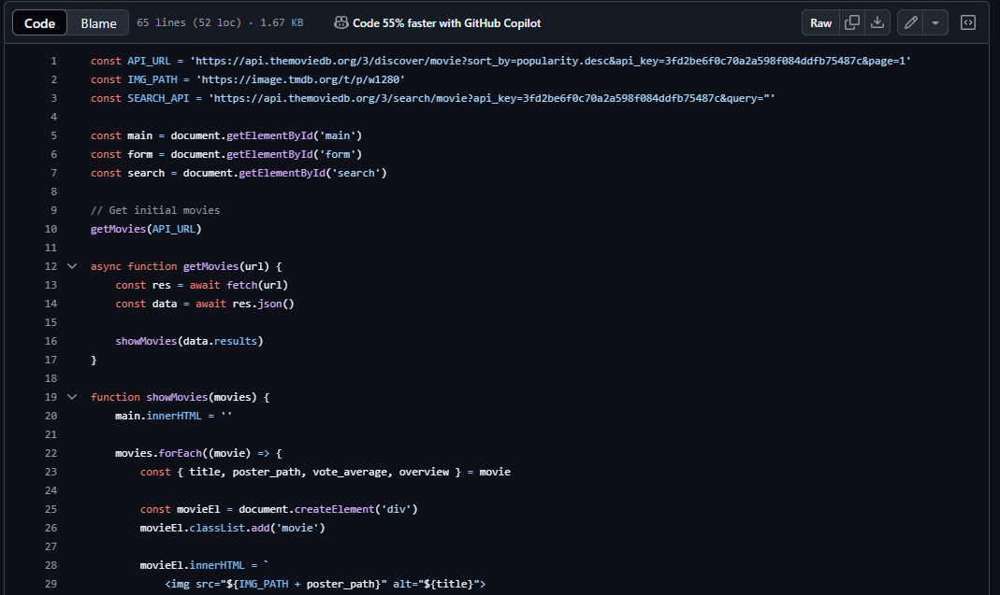 Code Blame 65 lines (52 loc) · 1.67 KB Code 55% faster with GitHub Copilot Raw
1 const API_URL = 'https://api.themoviedb.org/3/discover/movie?sort_by=popularity.desc&api_key=3fd2be6f0c70a2a598f084ddfb75487c&page=1'
2 const IMG_PATH = 'https://image.tmdb.org/t/p/w1280'
3 const SEARCH_API = 'https://api.themoviedb.org/3/search/movie?api_key=3fd2be6f0c70a2a598f084ddfb75487c&query="'
4
5 const main = document.getElementById('main')
6 const form = document.getElementById('form')
7 const search = document.getElementById('search')
8
9 // Get initial movies
10 getMovies(API_URL)
11
12 async function getMovies(url) {
13     const res = await fetch(url)
14     const data = await res.json()
15
16     showMovies(data.results)
17 }
18
19 function showMovies(movies) {
20     main.innerHTML = ''
21
22     movies.forEach((movie) => {
23         const { title, poster_path, vote_average, overview } = movie
24
25         const movieEl = document.createElement('div')
26         movieEl.classList.add('movie')
27
28         movieEl.innerHTML = `
29             <img src="${IMG_PATH + poster_path}" alt="${title}">